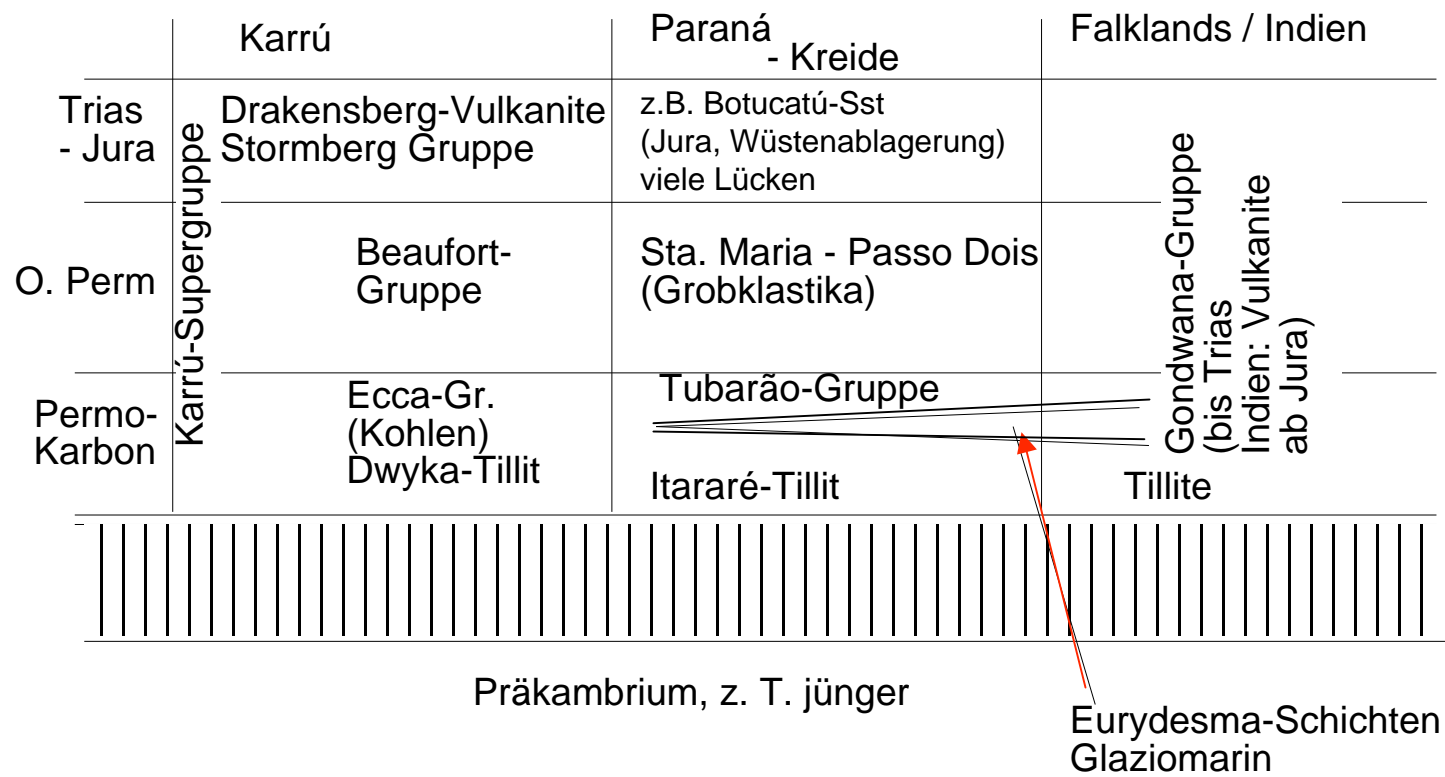 Karrú
Paraná
- Kreide
Falklands / Indien
Trias
- Jura
Karrú-Supergruppe
Drakensberg-Vulkanite
Stormberg Gruppe
z.B. Botucatú-Sst
(Jura, Wüstenablagerung)
viele Lücken
Gondwana-Gruppe
(bis Trias
Indien: Vulkanite
ab Jura)
O. Perm
Beaufort-
Gruppe
Sta. Maria - Passo Dois
(Grobklastika)
Permo-
Karbon
Ecca-Gr.
(Kohlen)
Dwyka-Tillit
Tubarão-Gruppe
Itararé-Tillit
Tillite
Präkambrium, z. T. jünger
Eurydesma-Schichten
Glaziomarin